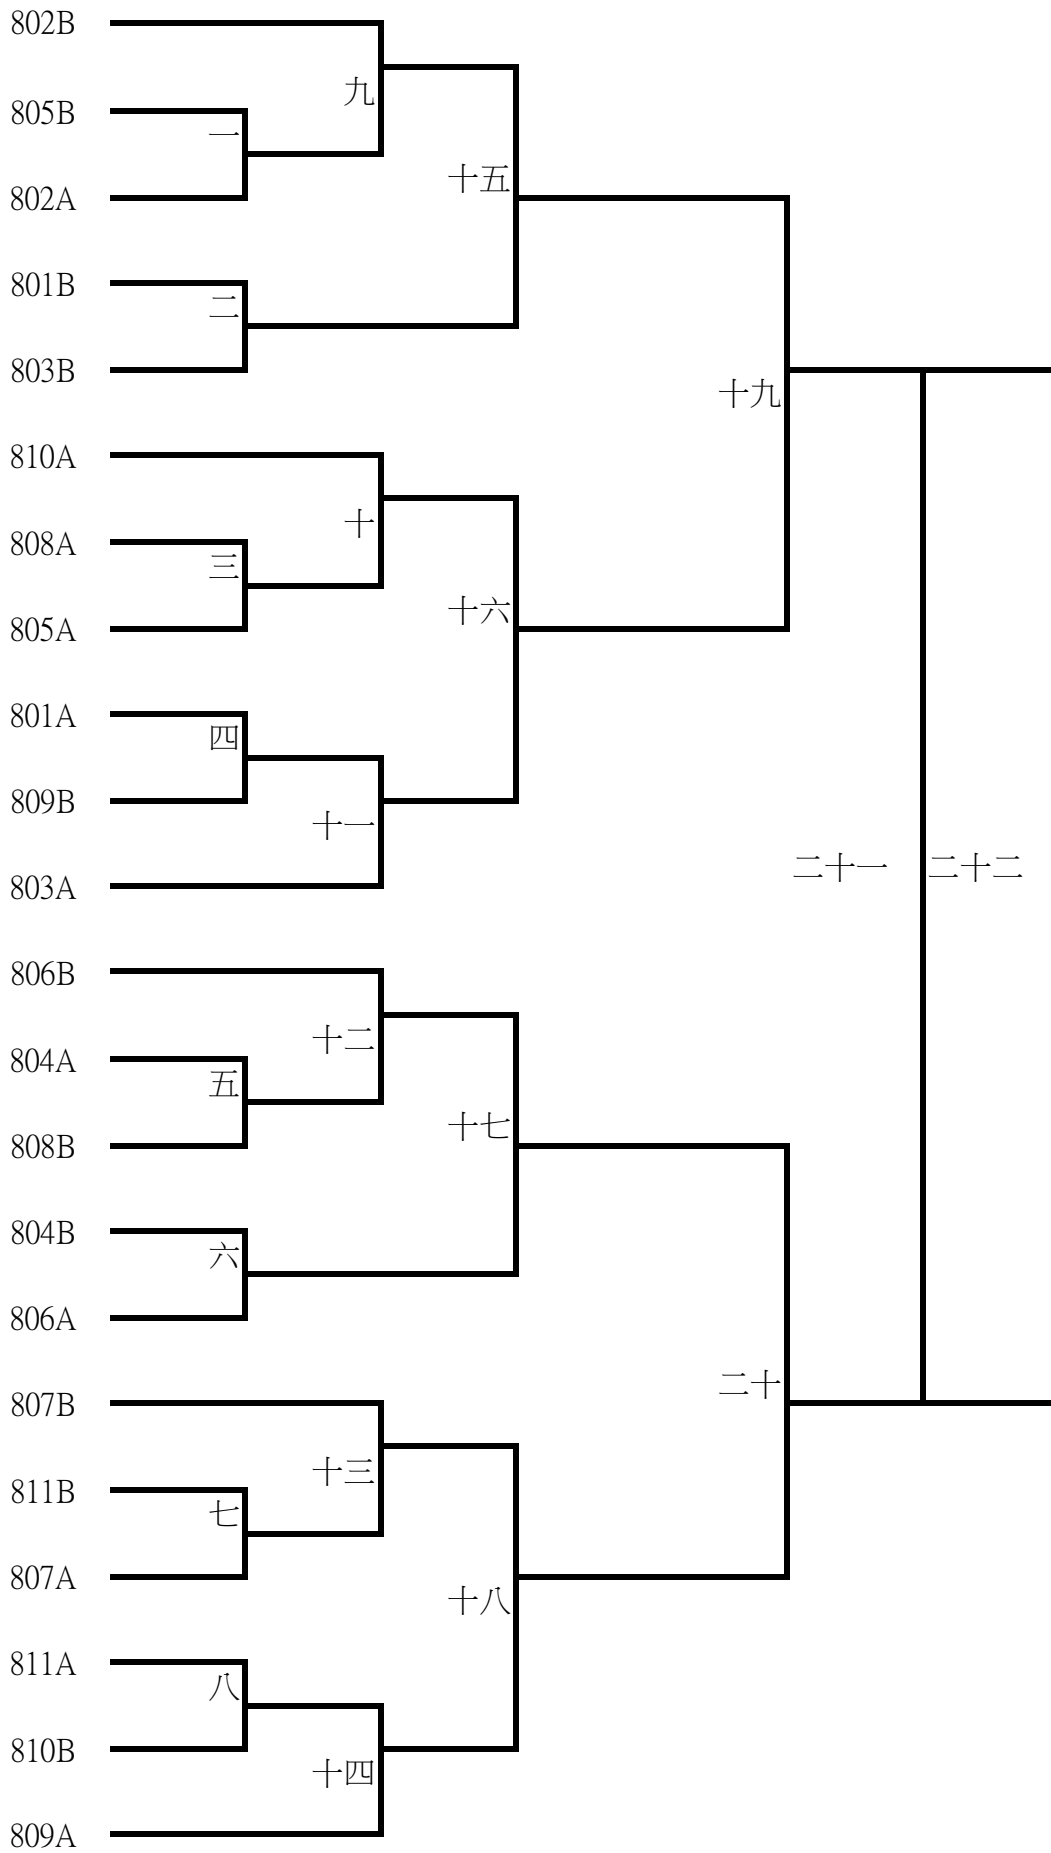 802B
九
805B
一
十五
802A
801B
二
803B
十九
810A
十
808A
三
十六
805A
801A
四
809B
十一
二十一 二十二
803A
806B
十二
804A
五
十七
808B
804B
六
806A
二十
807B
十三
811B
七
807A
十八
811A
八
810B
十四
809A